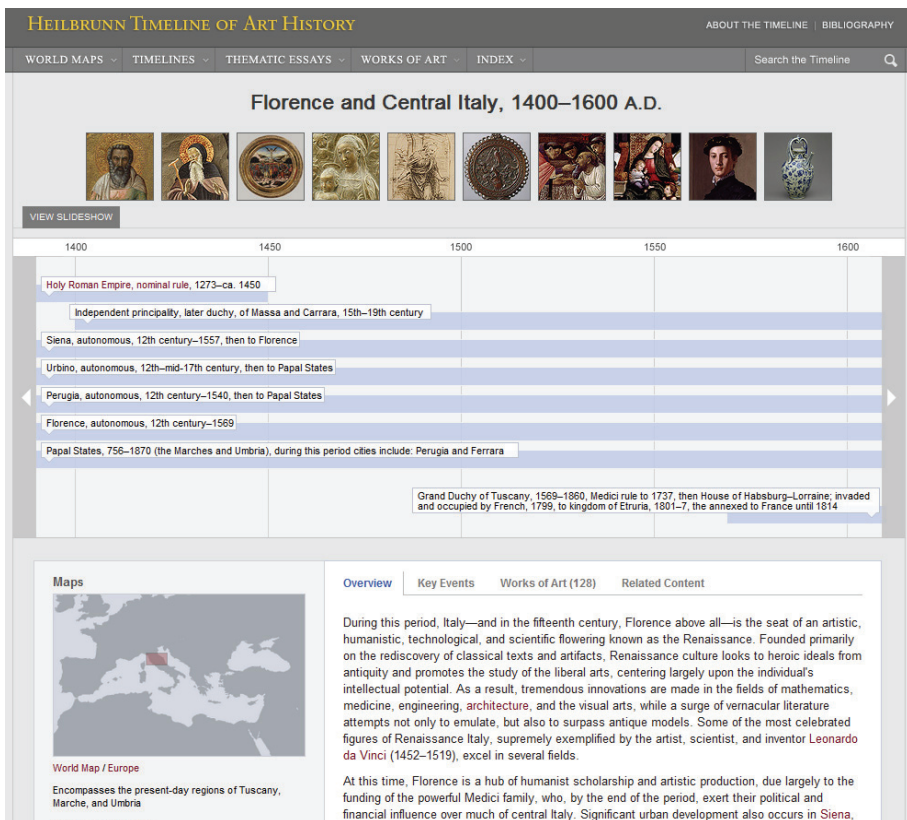 HEILBRUNN TIMELINE OF ART HISTORY
ABOUT THE TIMELINE | BIBLIOGRAPHY
WORLD MAPS TIMELINES THEMATIC ESSAYS WORKS OF ART INDEX Search the Timeline
Florence and Central Italy, 1400–1600 A.D.
VIEW SLIDESHOW
1400 1450 1500 1550 1600
Holy Roman Empire, nominal rule, 1273–ca. 1450
Independent principality, later duchy, of Massa and Carrara, 15th–19th century
Siena, autonomous, 12th century–1557, then to Florence
Urbino, autonomous, 12th–mid-17th century, then to Papal States
Perugia, autonomous, 12th century–1540, then to Papal States
Florence, autonomous, 12th century–1569
Papal States, 756–1870 (the Marches and Umbria), during this period cities include: Perugia and Ferrara
Grand Duchy of Tuscany, 1569–1860, Medici rule to 1737, then House of Habsburg–Lorraine; invaded
and occupied by French, 1799, to kingdom of Etruria, 1801–7, the annexed to France until 1814
Maps
World Map / Europe
Encompasses the present-day regions of Tuscany,
Marche, and Umbria
Overview Key Events Works of Art (128) Related Content
During this period, Italy—and in the fifteenth century, Florence above all—is the seat of an artistic,
humanistic, technological, and scientific flowering known as the Renaissance. Founded primarily
on the rediscovery of classical texts and artifacts, Renaissance culture looks to heroic ideals from
antiquity and promotes the study of the liberal arts, centering largely upon the individual's
intellectual potential. As a result, tremendous innovations are made in the fields of mathematics,
medicine, engineering, architecture, and the visual arts, while a surge of vernacular literature
attempts not only to emulate, but also to surpass antique models. Some of the most celebrated
figures of Renaissance Italy, supremely exemplified by the artist, scientist, and inventor Leonardo
da Vinci (1452–1519), excel in several fields.
At this time, Florence is a hub of humanist scholarship and artistic production, due largely to the
funding of the powerful Medici family, who, by the end of the period, exert their political and
financial influence over much of central Italy. Significant urban development also occurs in Siena,